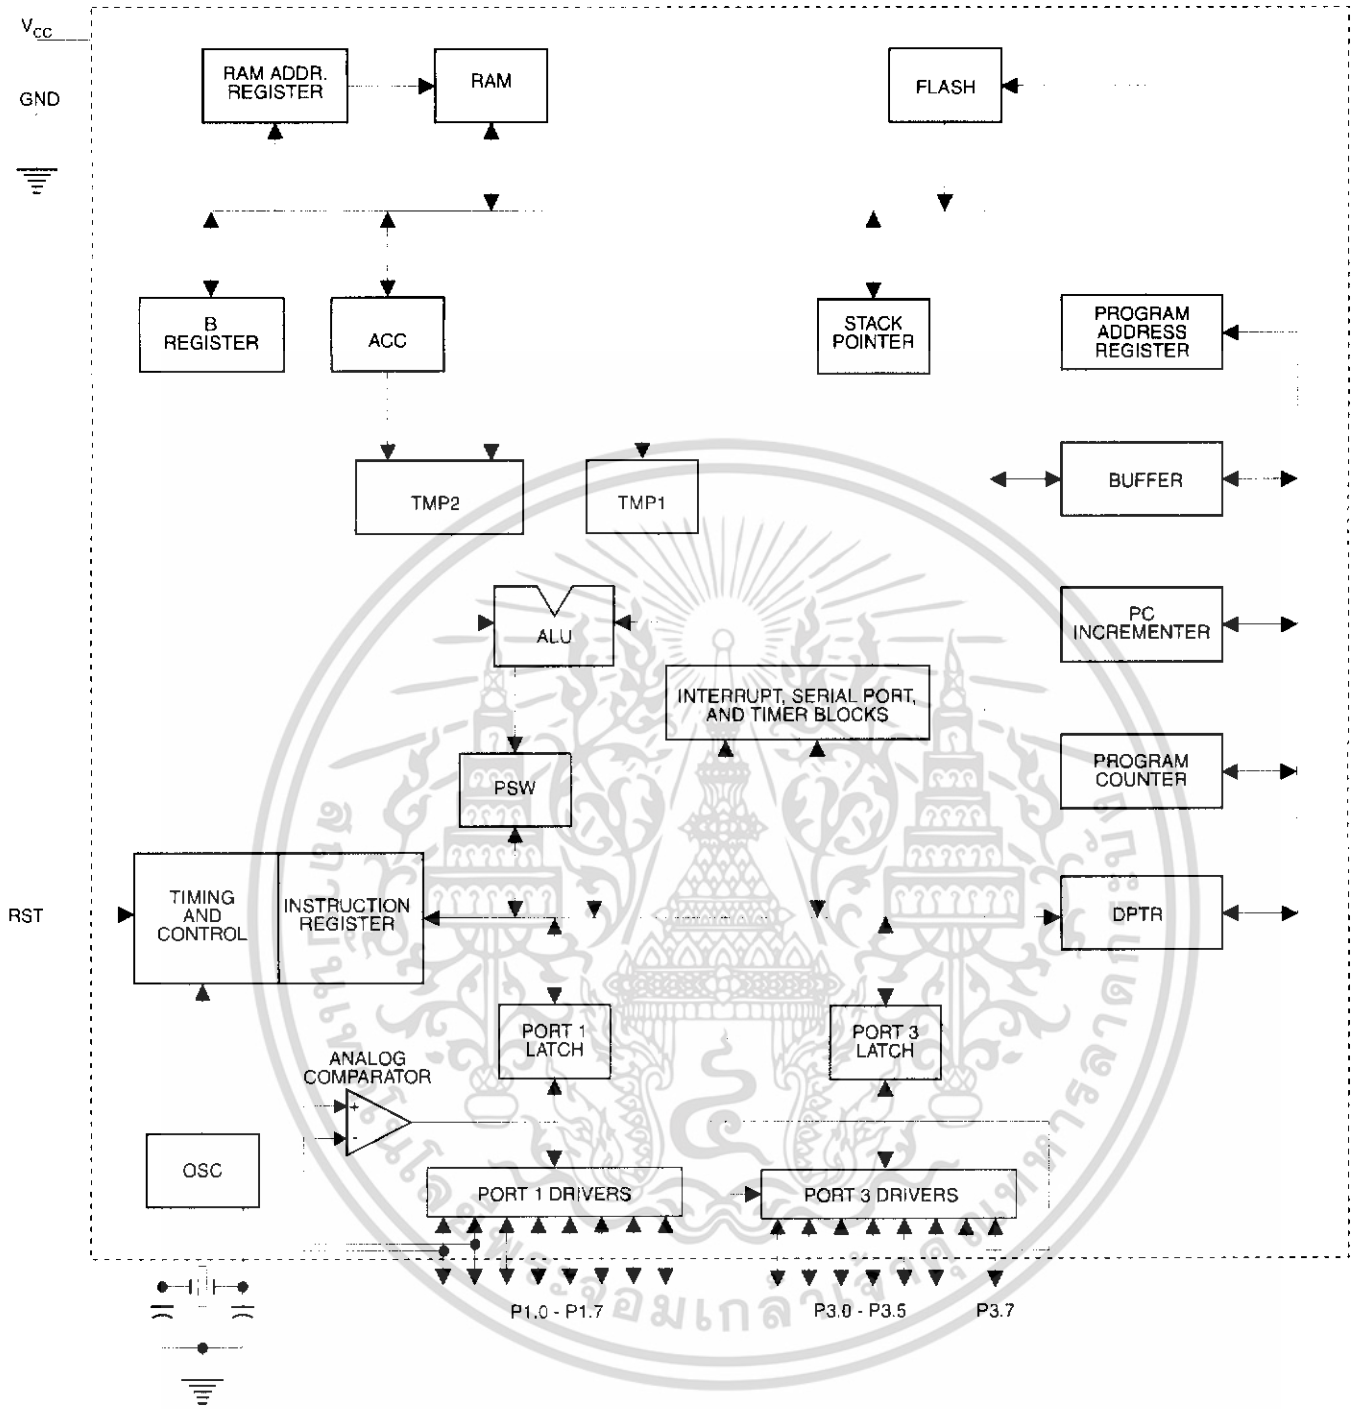 VCC
GND
RAM ADDR.
REGISTER
RAM
FLASH
B
REGISTER
ACC
STACK
POINTER
PROGRAM
ADDRESS
REGISTER
TMP2
TMP1
BUFFER
ALU
PC
INCREMENTER
INTERRUPT, SERIAL PORT,
AND TIMER BLOCKS
PSW
PROGRAM
COUNTER
RST
TIMING
AND
CONTROL
INSTRUCTION
REGISTER
DPTR
PORT 1
LATCH
PORT 3
LATCH
ANALOG
COMPARATOR
+
-
OSC
PORT 1 DRIVERS
PORT 3 DRIVERS
P1.0 - P1.7
P3.0 - P3.5
P3.7